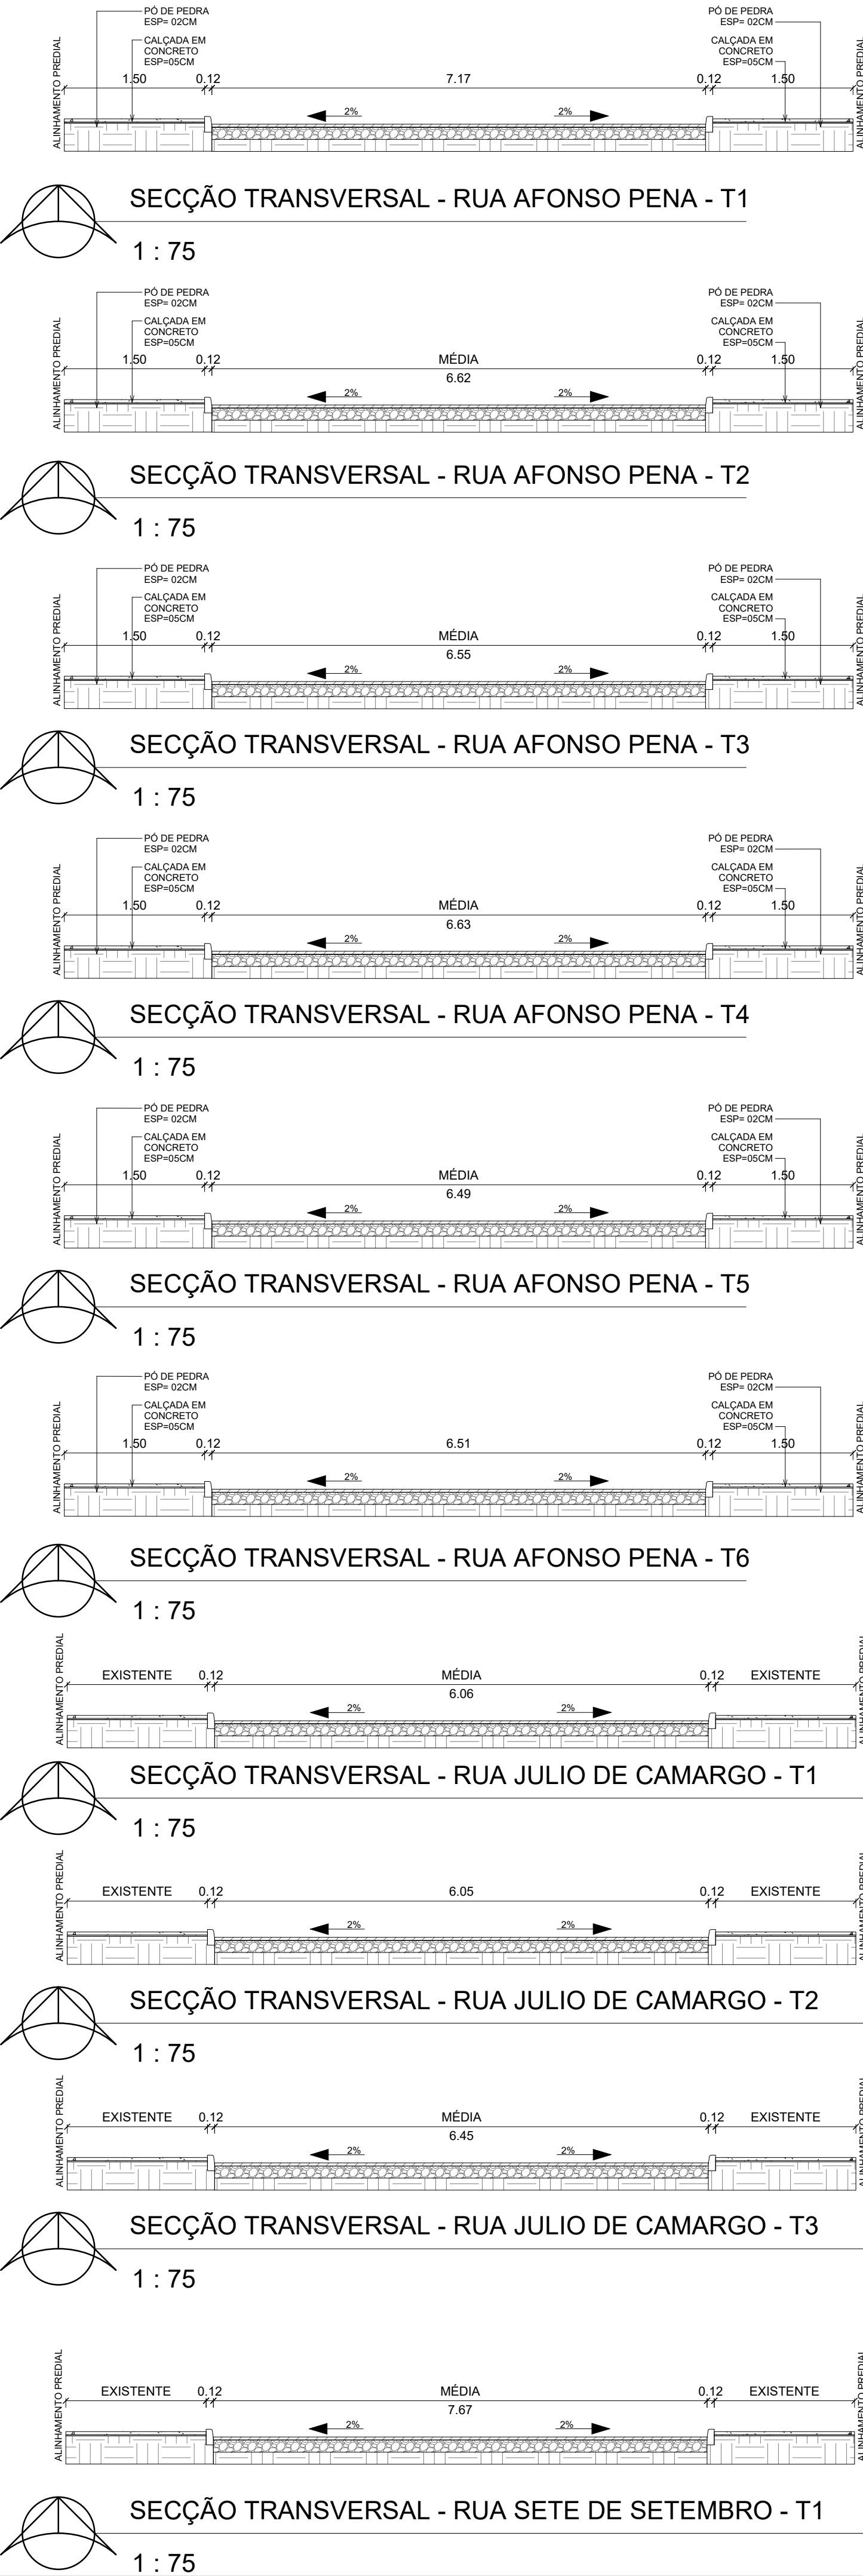 PÓ DE PEDRA
ESP= 02CM
CALÇADA EM
CONCRETO
ESP=05CM
PÓ DE PEDRA
ESP= 02CM
CALÇADA EM
CONCRETO
ESP=05CM
ALINHAMENTO PREDIAL
1.50 0.12 7.17 0.12 1.50
ALINHAMENTO PREDIAL
2% 2%
SECÇÃO TRANSVERSAL - RUA AFONSO PENA - T1
1 : 75
PÓ DE PEDRA
ESP= 02CM
CALÇADA EM
CONCRETO
ESP=05CM
PÓ DE PEDRA
ESP= 02CM
CALÇADA EM
CONCRETO
ESP=05CM
ALINHAMENTO PREDIAL
1.50 0.12 MÉDIA 0.12 1.50
6.62
ALINHAMENTO PREDIAL
2% 2%
SECÇÃO TRANSVERSAL - RUA AFONSO PENA - T2
1 : 75
PÓ DE PEDRA
ESP= 02CM
CALÇADA EM
CONCRETO
ESP=05CM
PÓ DE PEDRA
ESP= 02CM
CALÇADA EM
CONCRETO
ESP=05CM
ALINHAMENTO PREDIAL
1.50 0.12 MÉDIA 0.12 1.50
6.55
ALINHAMENTO PREDIAL
2% 2%
SECÇÃO TRANSVERSAL - RUA AFONSO PENA - T3
1 : 75
PÓ DE PEDRA
ESP= 02CM
CALÇADA EM
CONCRETO
ESP=05CM
PÓ DE PEDRA
ESP= 02CM
CALÇADA EM
CONCRETO
ESP=05CM
ALINHAMENTO PREDIAL
1.50 0.12 MÉDIA 0.12 1.50
6.63
ALINHAMENTO PREDIAL
2% 2%
SECÇÃO TRANSVERSAL - RUA AFONSO PENA - T4
1 : 75
PÓ DE PEDRA
ESP= 02CM
CALÇADA EM
CONCRETO
ESP=05CM
PÓ DE PEDRA
ESP= 02CM
CALÇADA EM
CONCRETO
ESP=05CM
ALINHAMENTO PREDIAL
1.50 0.12 MÉDIA 0.12 1.50
6.49
ALINHAMENTO PREDIAL
2% 2%
SECÇÃO TRANSVERSAL - RUA AFONSO PENA - T5
1 : 75
PÓ DE PEDRA
ESP= 02CM
CALÇADA EM
CONCRETO
ESP=05CM
PÓ DE PEDRA
ESP= 02CM
CALÇADA EM
CONCRETO
ESP=05CM
ALINHAMENTO PREDIAL
1.50 0.12 6.51 0.12 1.50
ALINHAMENTO PREDIAL
2% 2%
SECÇÃO TRANSVERSAL - RUA AFONSO PENA - T6
1 : 75
ALINHAMENTO PREDIAL
EXISTENTE 0.12 MÉDIA 0.12 EXISTENTE
6.06
ALINHAMENTO PREDIAL
2% 2%
SECÇÃO TRANSVERSAL - RUA JULIO DE CAMARGO - T1
1 : 75
ALINHAMENTO PREDIAL
EXISTENTE 0.12 6.05 0.12 EXISTENTE
ALINHAMENTO PREDIAL
2% 2%
SECÇÃO TRANSVERSAL - RUA JULIO DE CAMARGO - T2
1 : 75
ALINHAMENTO PREDIAL
EXISTENTE 0.12 MÉDIA 0.12 EXISTENTE
6.45
ALINHAMENTO PREDIAL
2% 2%
SECÇÃO TRANSVERSAL - RUA JULIO DE CAMARGO - T3
1 : 75
ALINHAMENTO PREDIAL
EXISTENTE 0.12 MÉDIA 0.12 EXISTENTE
7.67
ALINHAMENTO PREDIAL
2% 2%
SECÇÃO TRANSVERSAL - RUA SETE DE SETEMBRO - T1
1 : 75